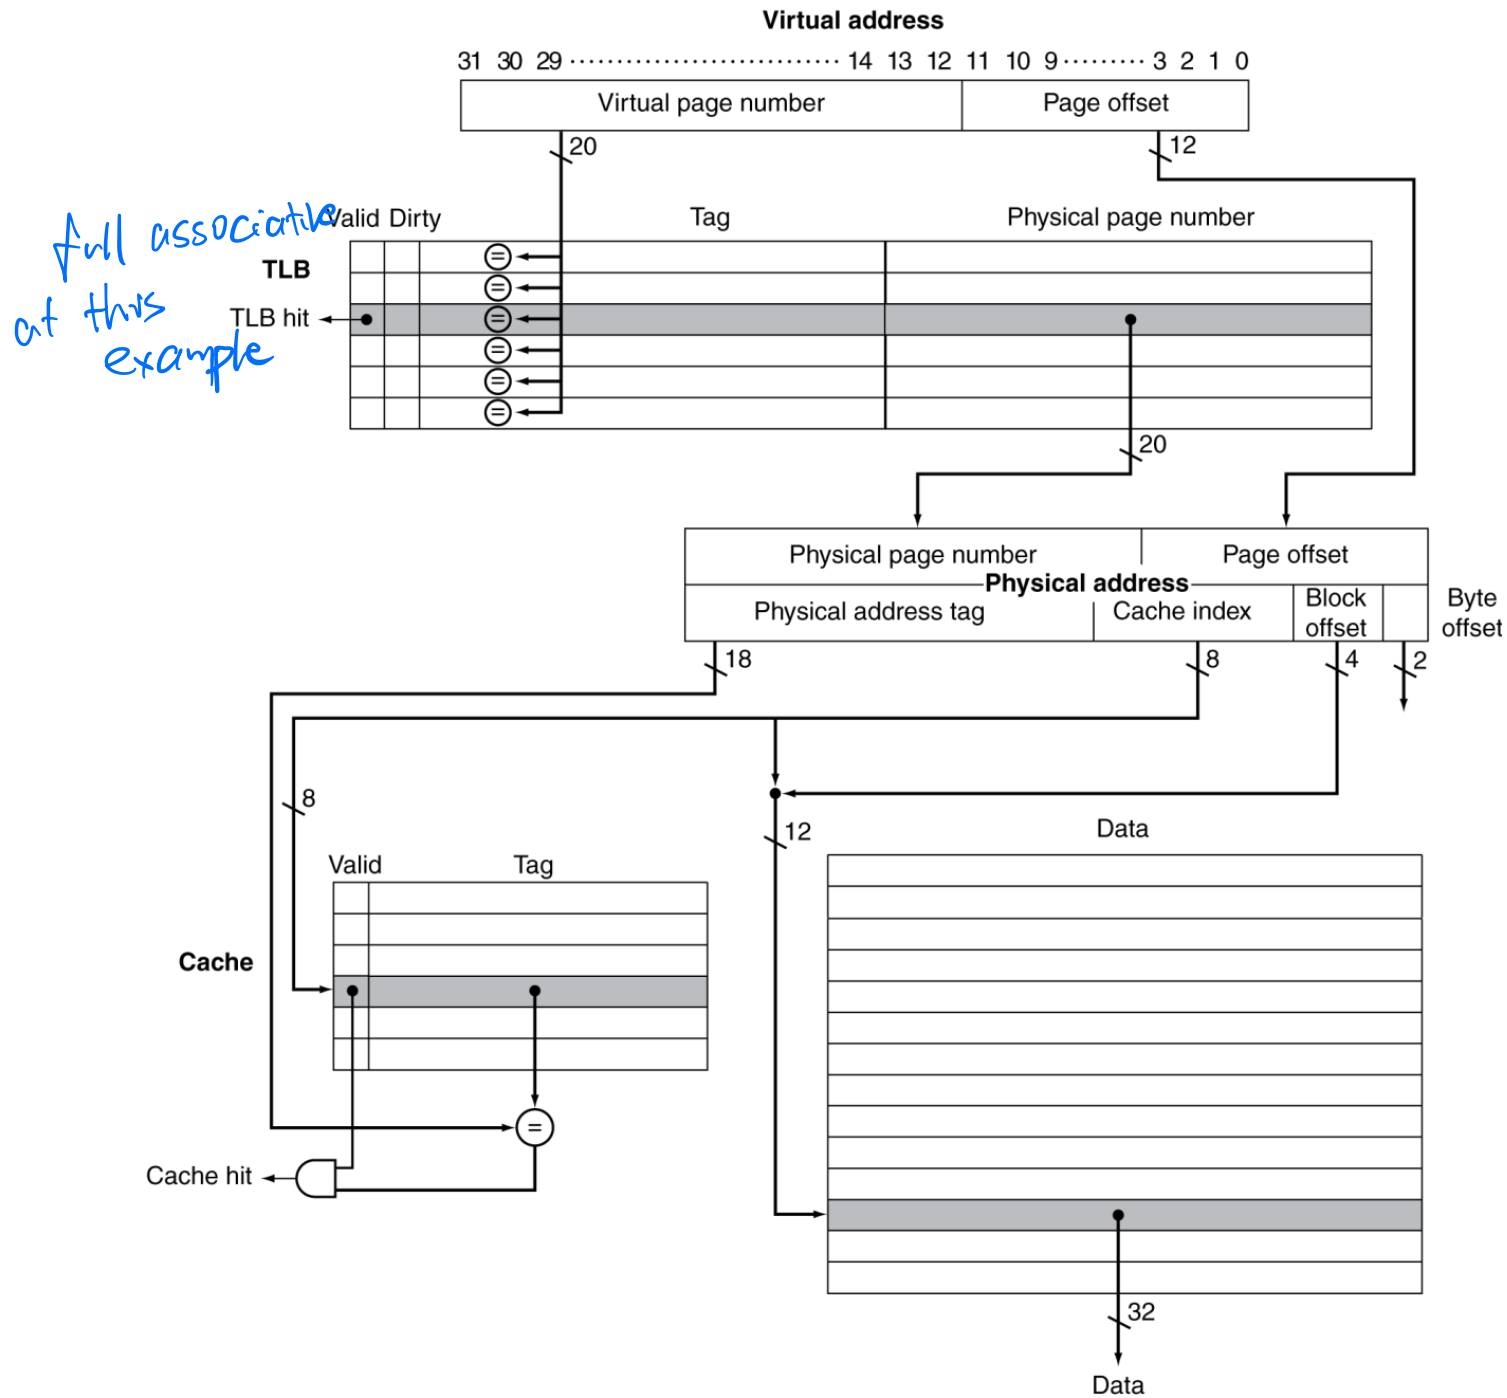 Virtual address
31 30 29 ............................ 14 13 12 11 10 9 ......... 3 2 1 0
Virtual page number Page offset
20 12
full associative
at this
example
Valid Dirty Tag Physical page number
TLB
=
=
TLB hit =
=
=
=
20
Physical page number Page offset
Physical address
Physical address tag Cache index Block
offset
Byte
offset
18 8 4 2
8
12
Data
Valid Tag
Cache
=
Cache hit
32
Data